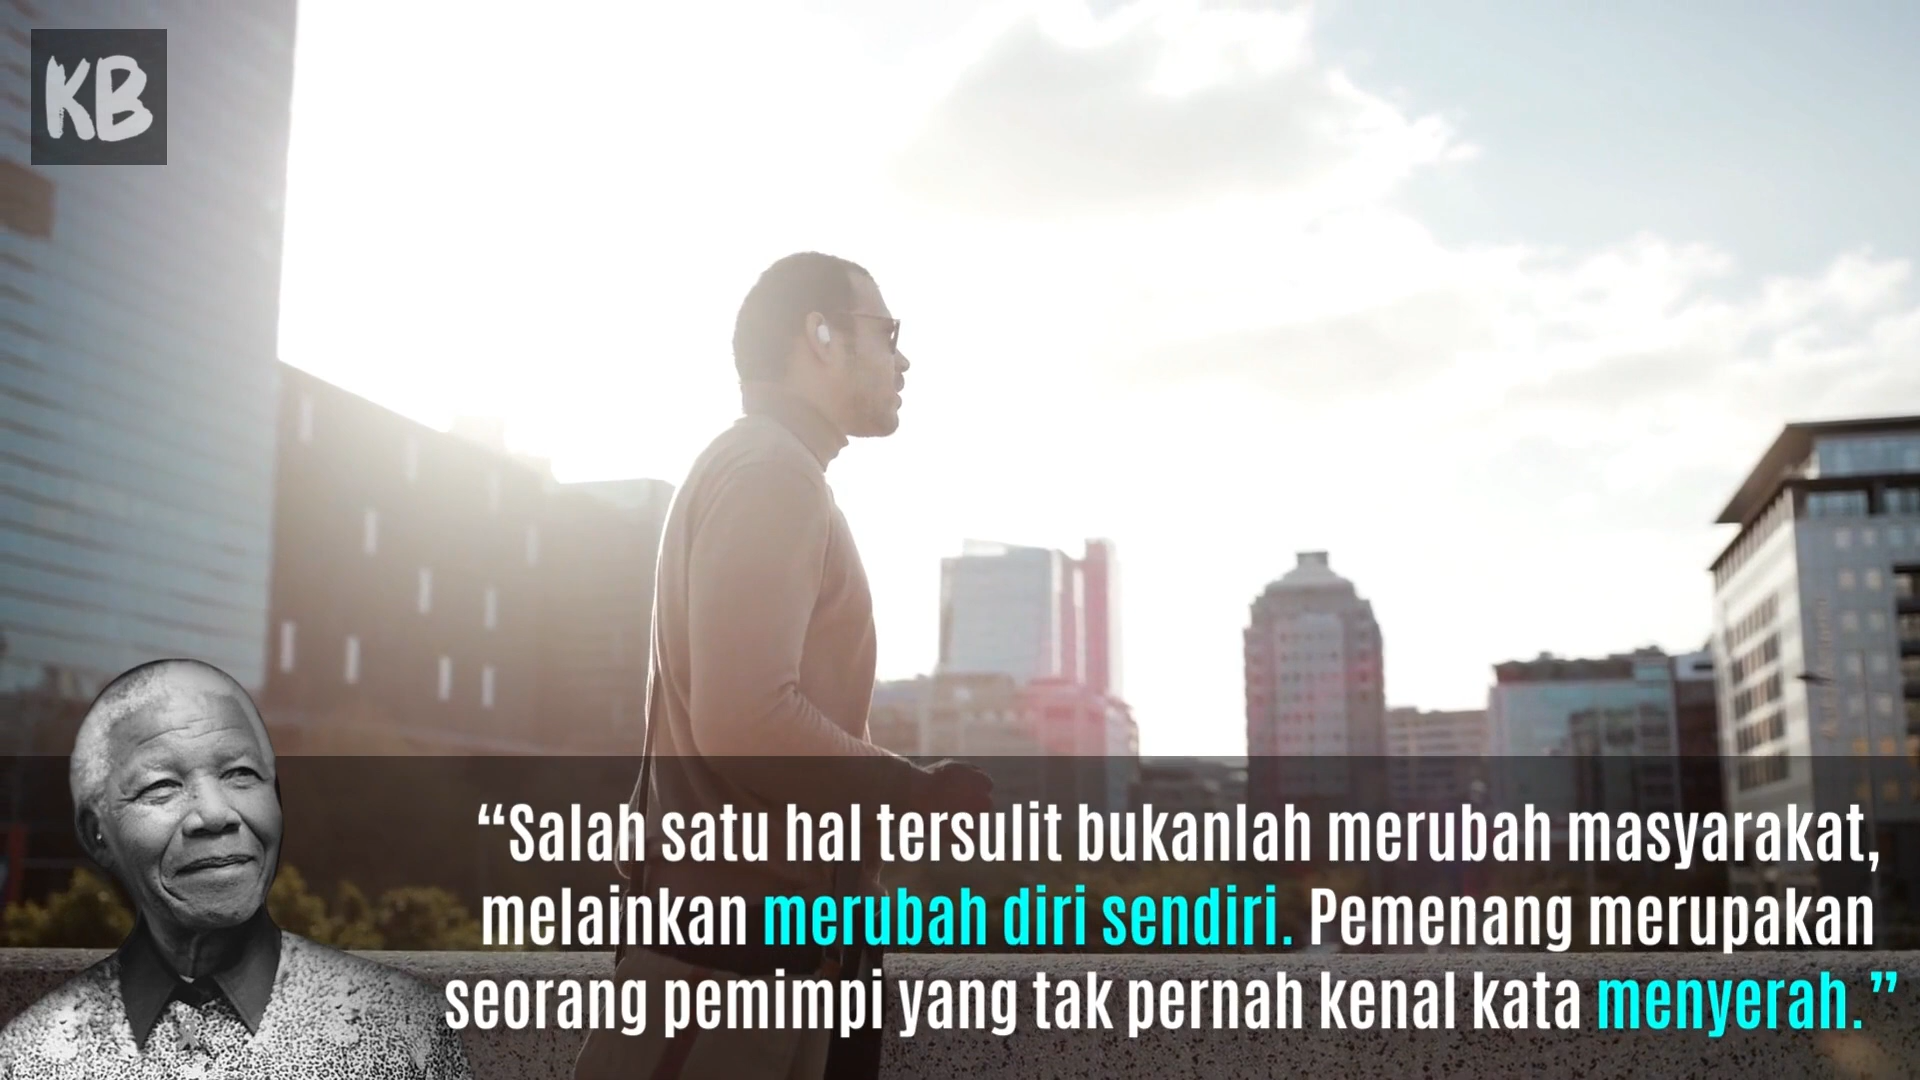 KB
“Salah satu hal tersulit bukanlah merubah masyarakat,
melainkan merubah diri sendiri. Pemenang merupakan
seorang pemimpi yang tak pernah kenal kata menyerah.”